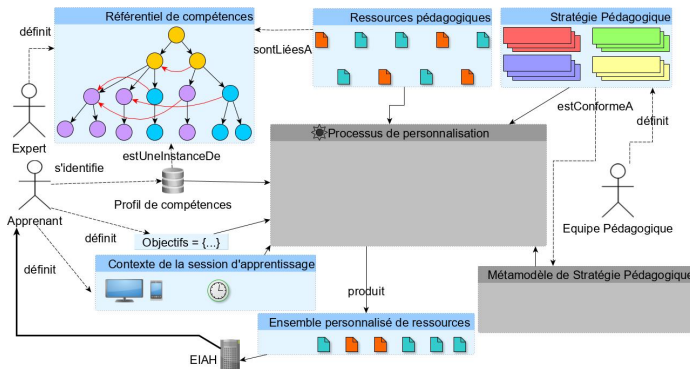 Référentiel de compétences
Ressources pédagogiques
Stratégie Pédagogique
définit
sontLiéesA
estConformeA
définit
Processus de personnalisation
Expert
estUneInstanceDe
s'identifie
Profil de compétences
Apprenant
Equipe Pédagogique
définit
Objectifs = {...}
définit
Contexte de la session d'apprentissage
Métamodèle de Stratégie Pédagogique
produit
Ensemble personnalisé de ressources
EIAH